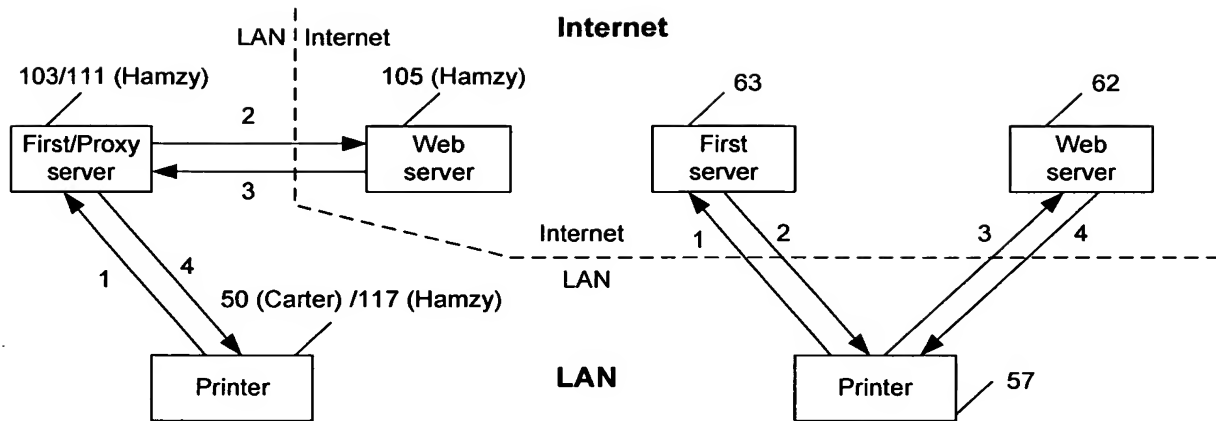 Internet
LAN Internet
103/111 (Hamzy)
105 (Hamzy)
63
62
First/Proxy
server
2
Web
server
3
First
server
Web
server
Internet
LAN
1
4
1
2
3
4
50 (Carter) /117 (Hamzy)
Printer
LAN
Printer
57